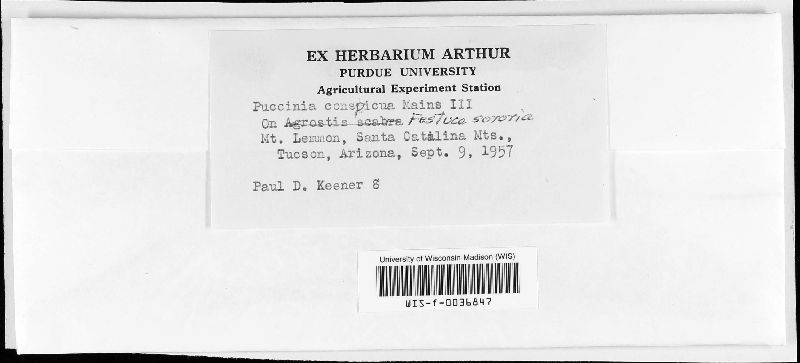 EX HERBARIUM ARTHUR
PURDUE UNIVERSITY
Agricultural Experiment Station
Puccinia conspicua Mains III
On Agrostis scabra Festuca sororia
Mt. Lemmon, Santa Catalina Mts.,
Tucson, Arizona, Sept. 9, 1957
Paul D. Keener 6
University of Wisconsin-Madison (WIS)
WIS-f-0036847